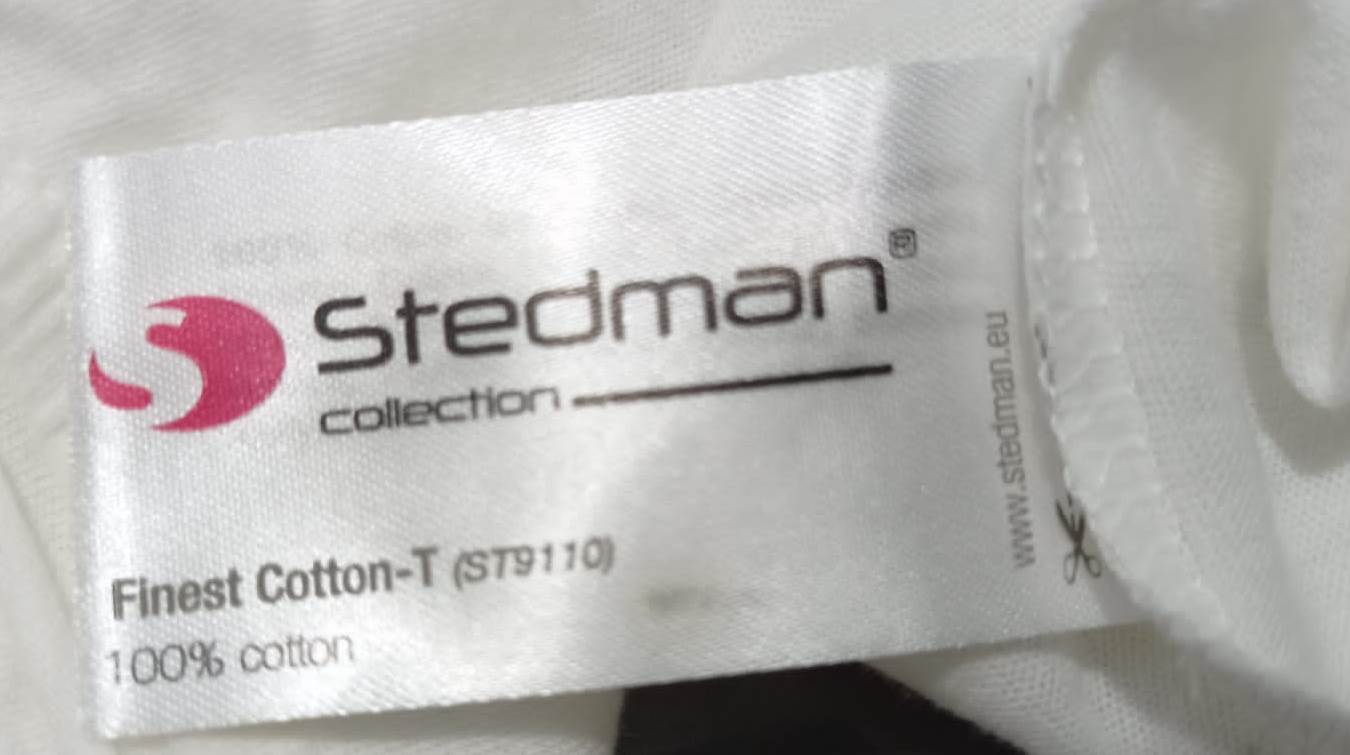 Stedman®
collection
www.stedman.eu
Finest Cotton-T (ST9110)
100% cotton